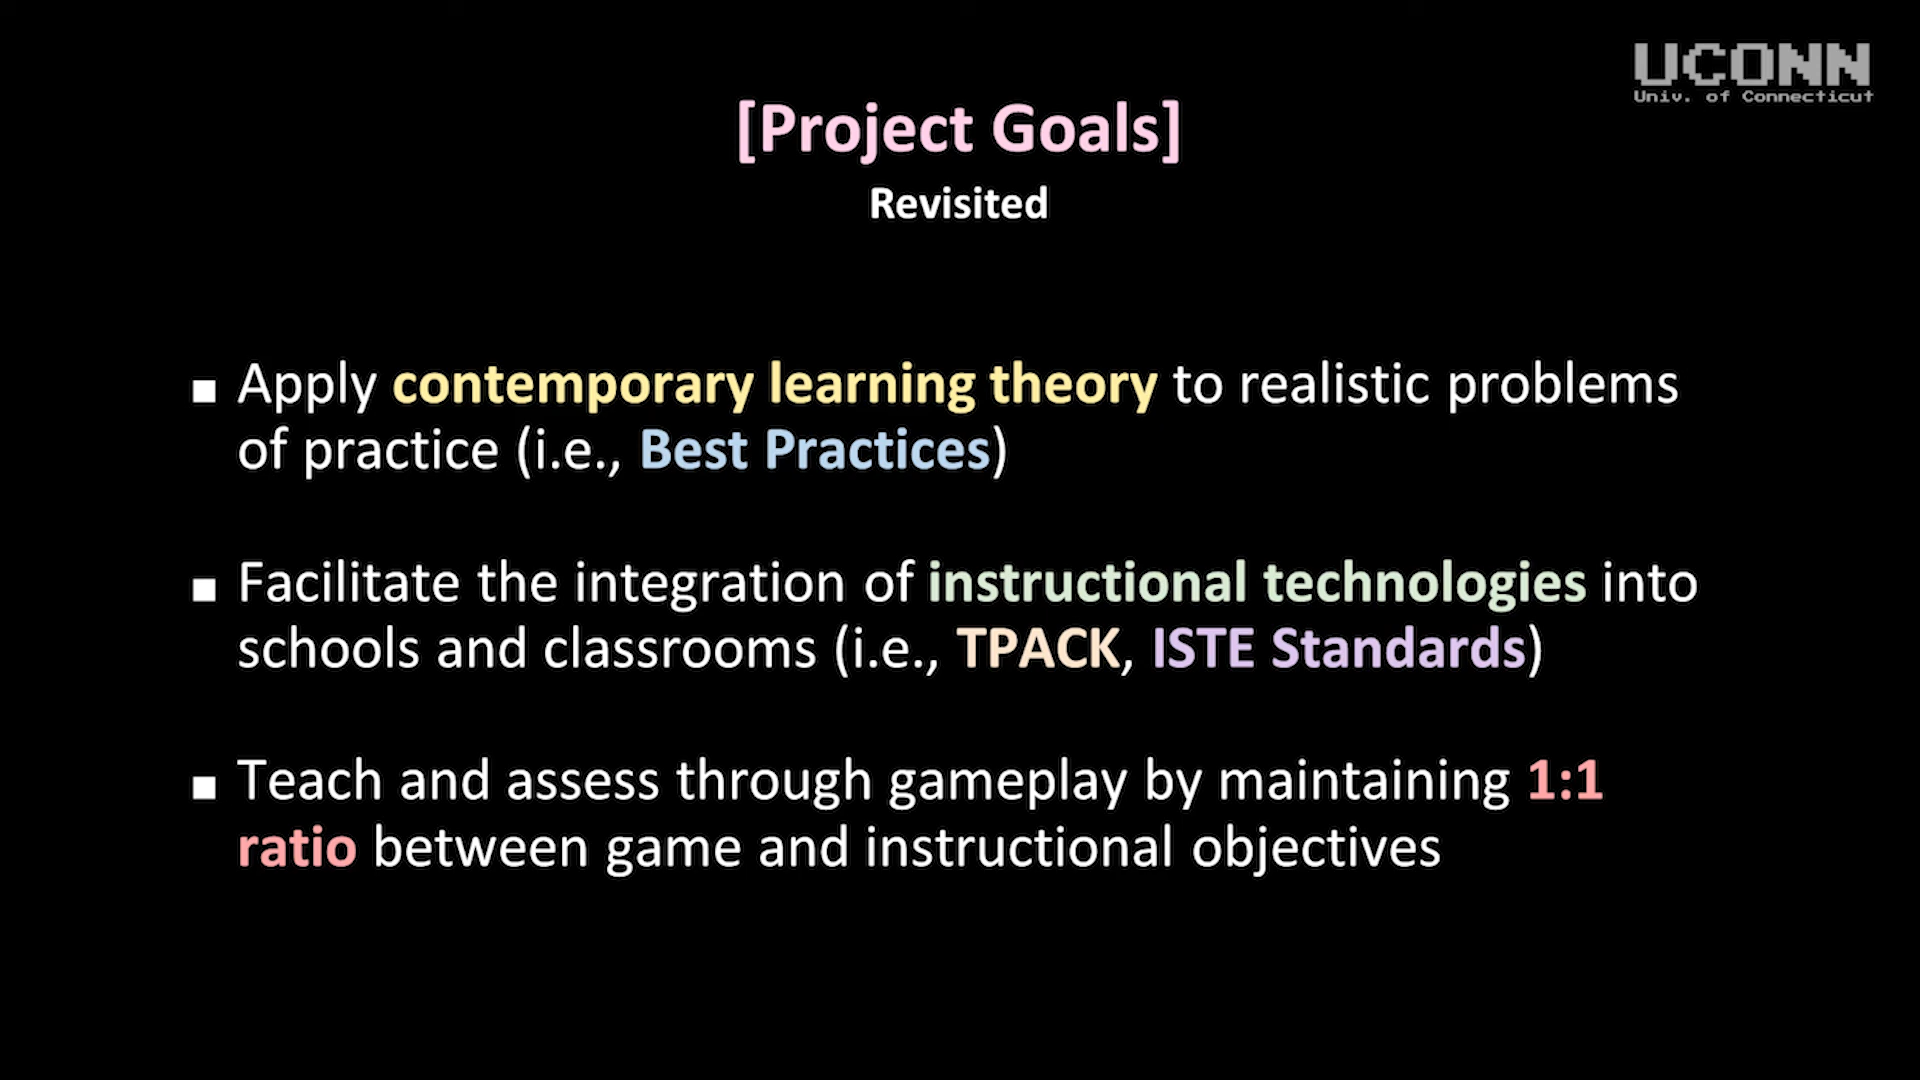 UCONN
Univ. of Connecticut
[Project Goals]
Revisited
■ Apply contemporary learning theory to realistic problems
of practice (i.e., Best Practices)
■ Facilitate the integration of instructional technologies into
schools and classrooms (i.e., TPACK, ISTE Standards)
■ Teach and assess through gameplay by maintaining 1:1
ratio between game and instructional objectives